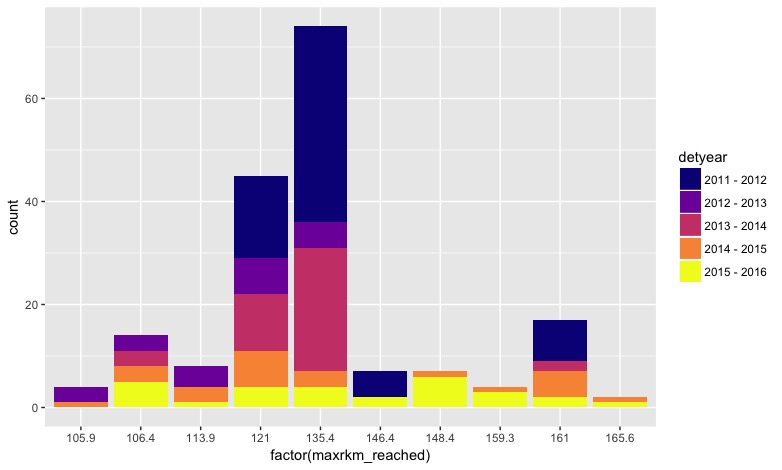 count
60
40
20
0
105.9 106.4 113.9 121 135.4 146.4 148.4 159.3 161 165.6
factor(maxrkm_reached)
detyear
2011 - 2012
2012 - 2013
2013 - 2014
2014 - 2015
2015 - 2016